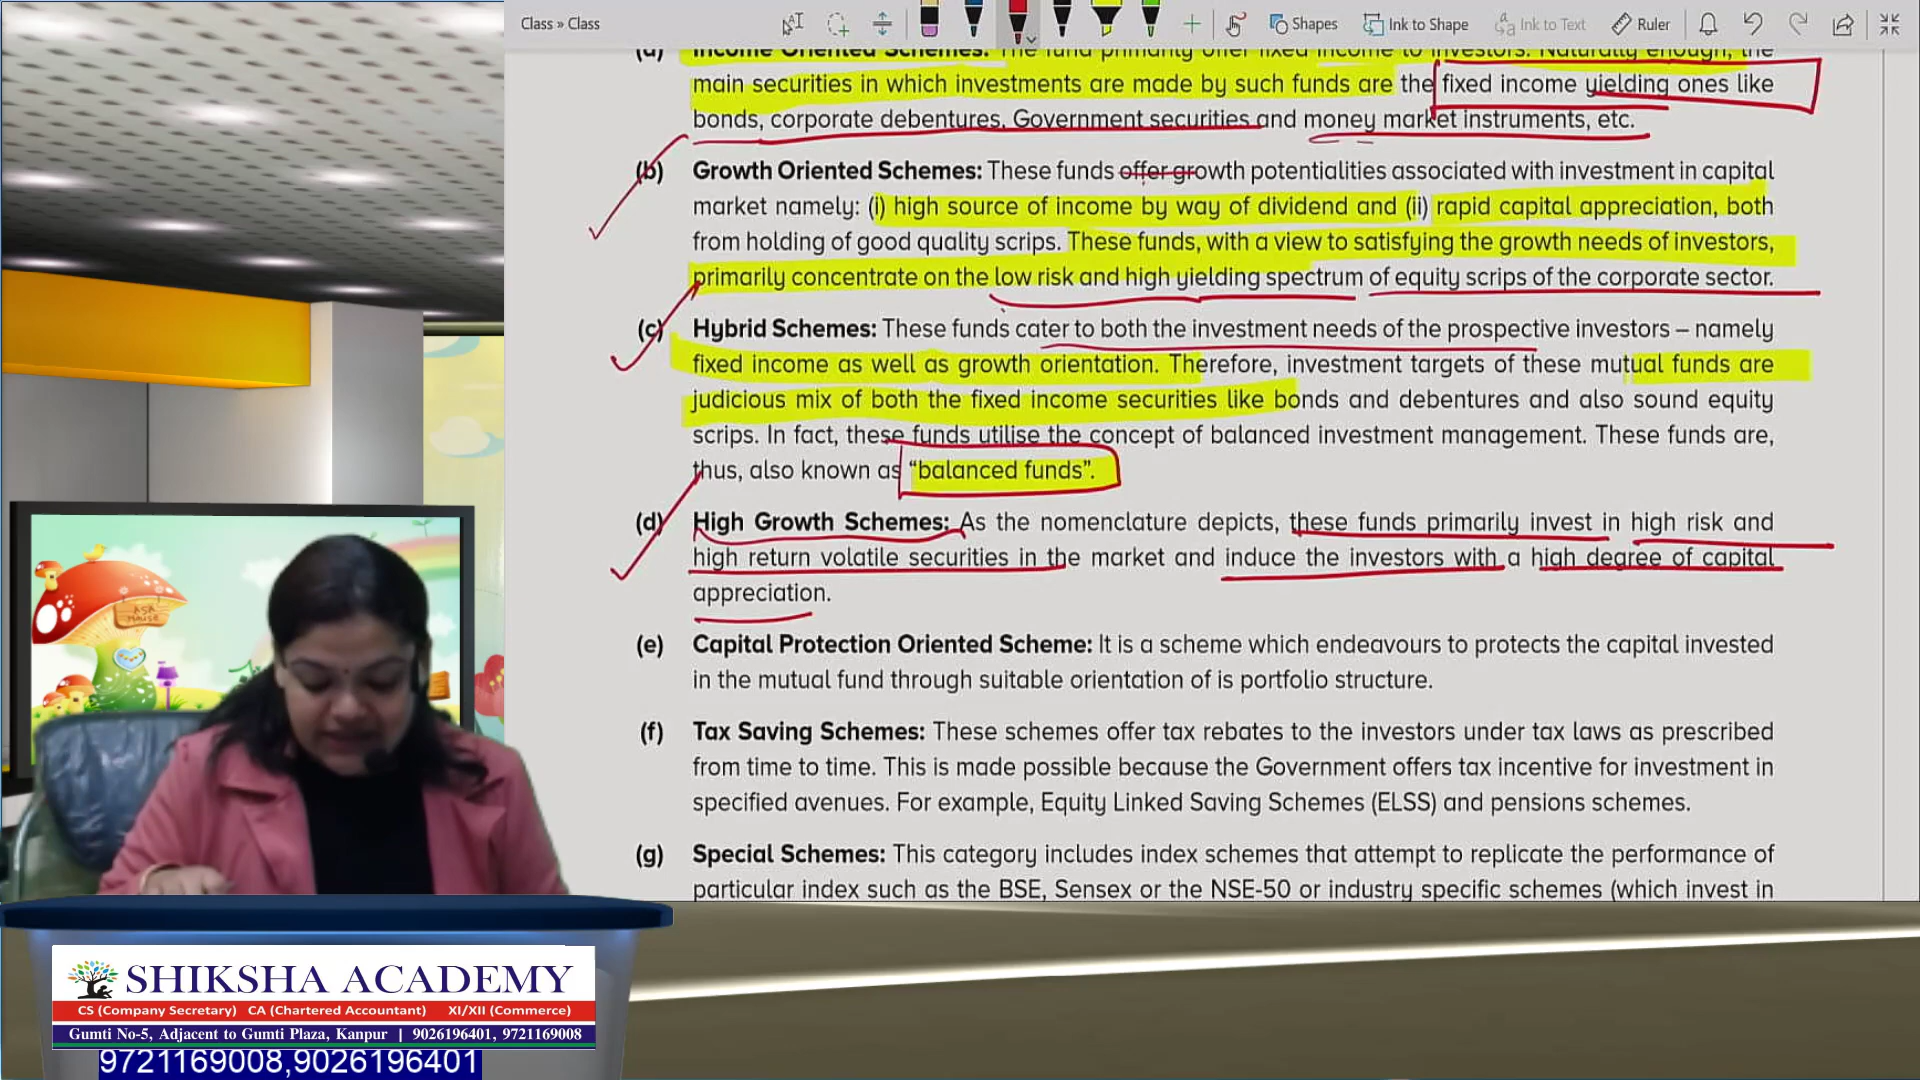 Class » Class
Shapes
Ink to Shape
Ink to Text
Ruler
(a) Income Oriented Schemes: The fund primarily offer fixed income to investors. Naturally enough, the
main securities in which investments are made by such funds are the fixed income yielding ones like
bonds, corporate debentures, Government securities and money market instruments, etc.
(b) Growth Oriented Schemes: These funds offer growth potentialities associated with investment in capital
market namely: (i) high source of income by way of dividend and (ii) rapid capital appreciation, both
from holding of good quality scrips. These funds, with a view to satisfying the growth needs of investors,
primarily concentrate on the low risk and high yielding spectrum of equity scrips of the corporate sector.
(c) Hybrid Schemes: These funds cater to both the investment needs of the prospective investors – namely
fixed income as well as growth orientation. Therefore, investment targets of these mutual funds are
judicious mix of both the fixed income securities like bonds and debentures and also sound equity
scrips. In fact, these funds utilise the concept of balanced investment management. These funds are,
thus, also known as “balanced funds”.
(d) High Growth Schemes: As the nomenclature depicts, these funds primarily invest in high risk and
high return volatile securities in the market and induce the investors with a high degree of capital
appreciation.
(e) Capital Protection Oriented Scheme: It is a scheme which endeavours to protects the capital invested
in the mutual fund through suitable orientation of is portfolio structure.
(f) Tax Saving Schemes: These schemes offer tax rebates to the investors under tax laws as prescribed
from time to time. This is made possible because the Government offers tax incentive for investment in
specified avenues. For example, Equity Linked Saving Schemes (ELSS) and pensions schemes.
(g) Special Schemes: This category includes index schemes that attempt to replicate the performance of
particular index such as the BSE, Sensex or the NSE-50 or industry specific schemes (which invest in
SHIKSHA ACADEMY
CS (Company Secretary) CA (Chartered Accountant) XI/XII (Commerce)
Gumti No-5, Adjacent to Gumti Plaza, Kanpur | 9026196401, 9721169008
9721169008,9026196401